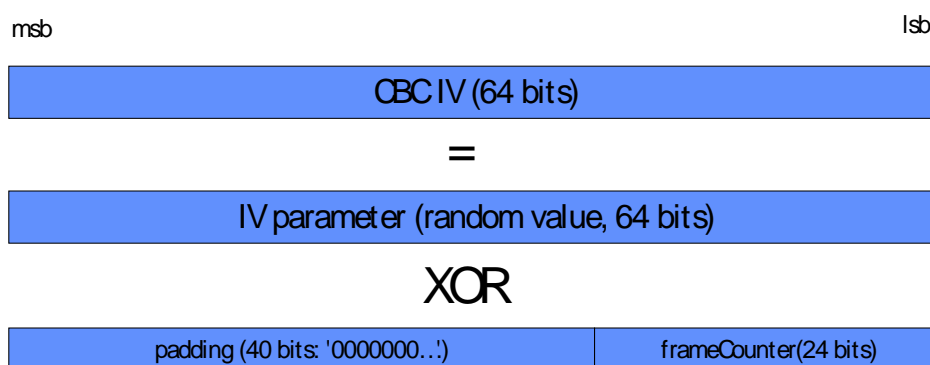 msb lsb
CBC IV (64 bits)
=
IV parameter (random value, 64 bits)
XOR
padding (40 bits: '0000000...') frameCounter(24 bits)